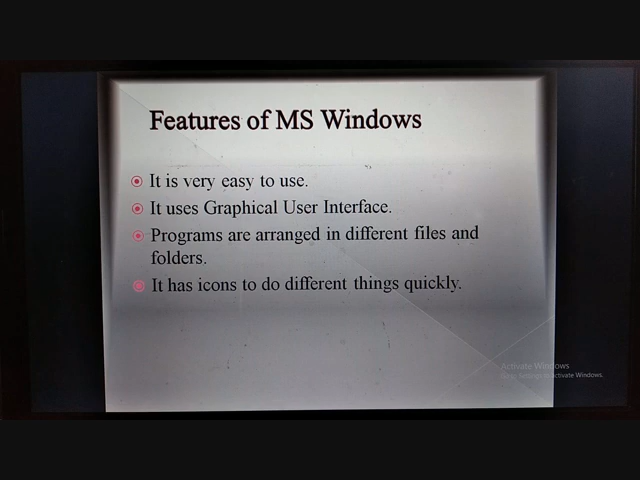 Features of MS Windows
It is very easy to use.
It uses Graphical User Interface.
Programs are arranged in different files and
folders.
It has icons to do different things quickly.
Activate Windows
Go to Settings to activate Windows.